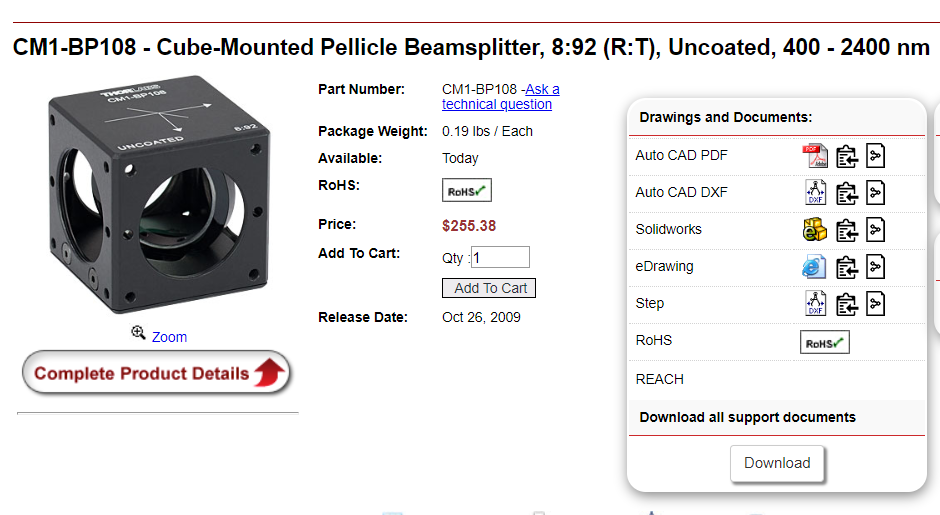 CM1-BP108 - Cube-Mounted Pellicle Beamsplitter, 8:92 (R:T), Uncoated, 400 - 2400 nm
THORLABS
CM1-BP108
UNCOATED
8:92
Zoom
Complete Product Details
Part Number: CM1-BP108 -Ask a
technical question
Package Weight: 0.19 lbs / Each
Available: Today
RoHS: RoHS
Price: $255.38
Add To Cart: Qty :1
Add To Cart
Release Date: Oct 26, 2009
Drawings and Documents:
Auto CAD PDF PDF Adobe
Auto CAD DXF DXF
Solidworks
eDrawing
Step DXF
RoHS RoHS
REACH
Download all support documents
Download